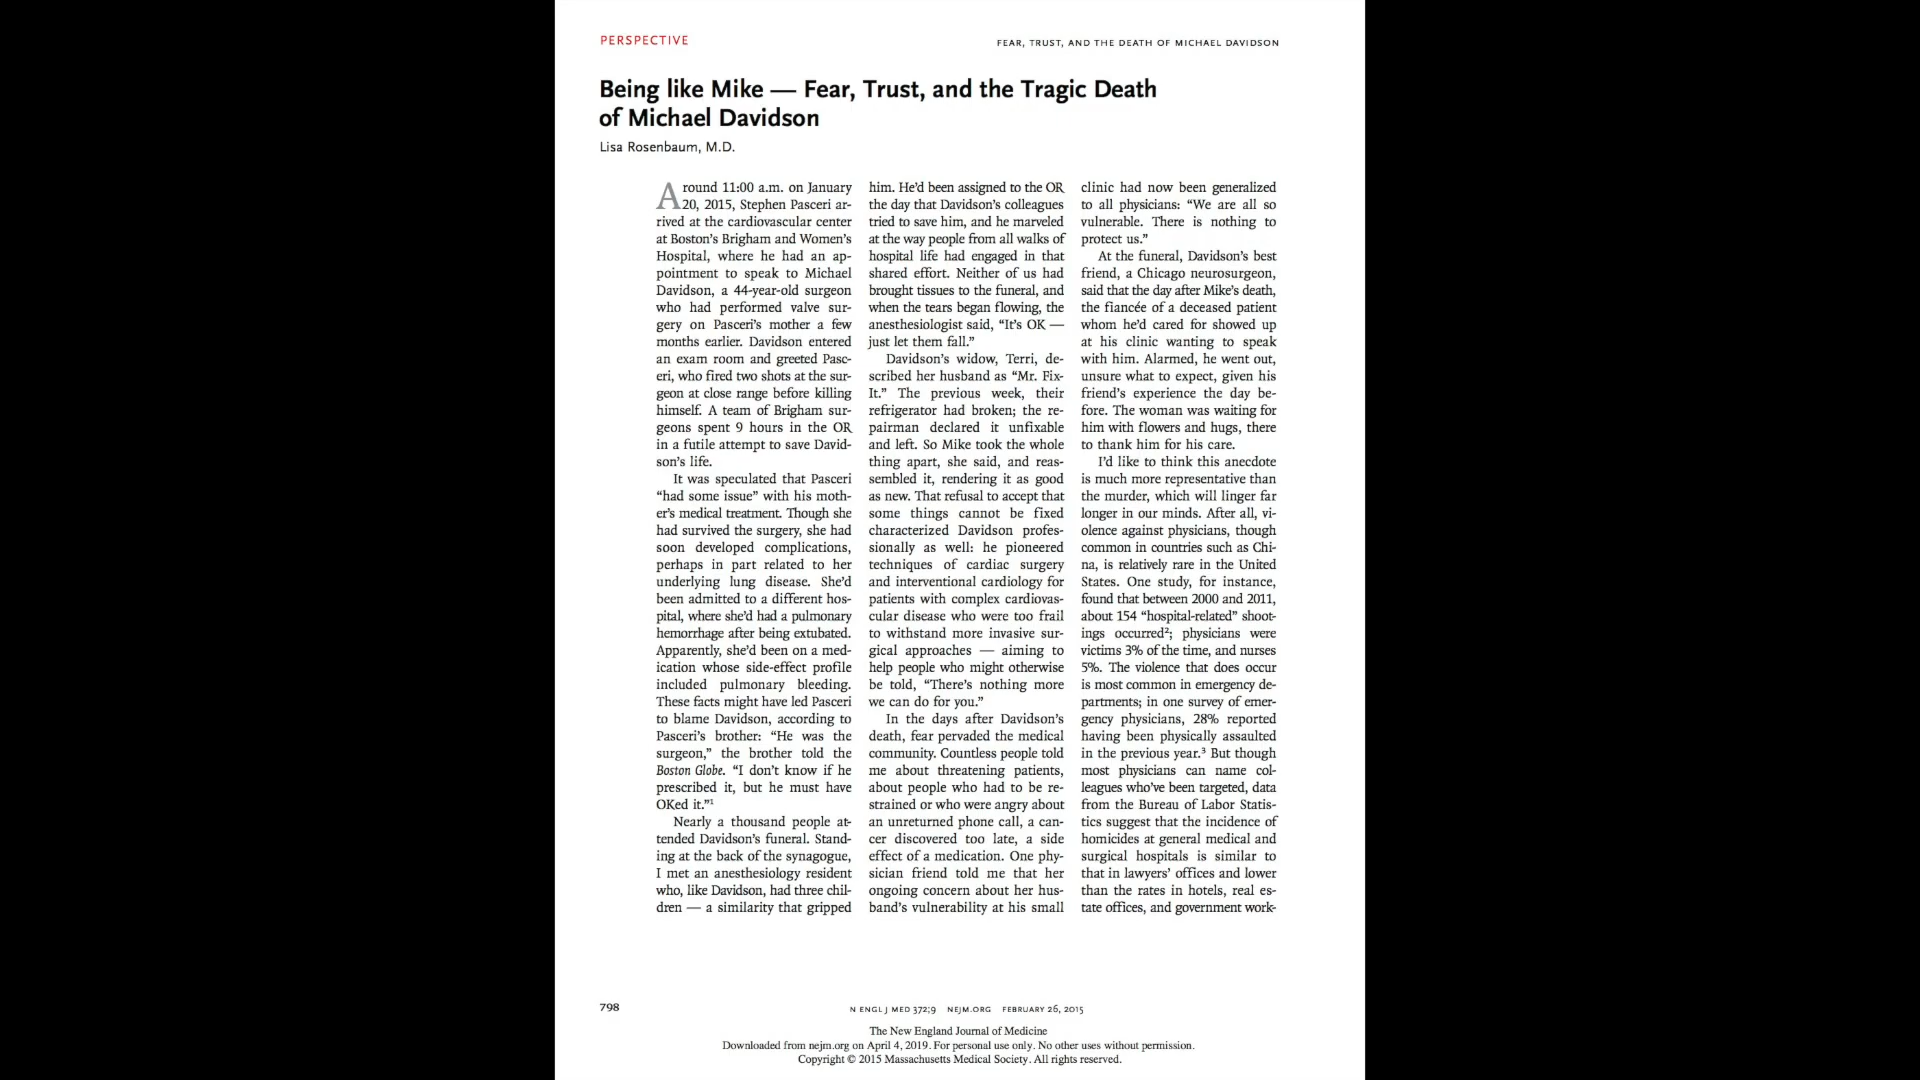 PERSPECTIVE
FEAR, TRUST, AND THE DEATH OF MICHAEL DAVIDSON
Being like Mike — Fear, Trust, and the Tragic Death
of Michael Davidson
Lisa Rosenbaum, M.D.
Around 11:00 a.m. on January
20, 2015, Stephen Pasceri ar-
rived at the cardiovascular center
at Boston's Brigham and Women's
Hospital, where he had an ap-
pointment to speak to Michael
Davidson, a 44-year-old surgeon
who had performed valve sur-
gery on Pasceri's mother a few
months earlier. Davidson entered
an exam room and greeted Pasc-
eri, who fired two shots at the sur-
geon at close range before killing
himself. A team of Brigham sur-
geons spent 9 hours in the OR
in a futile attempt to save David-
son's life.
It was speculated that Pasceri
“had some issue” with his moth-
er's medical treatment. Though she
had survived the surgery, she had
soon developed complications,
perhaps in part related to her
underlying lung disease. She'd
been admitted to a different hos-
pital, where she'd had a pulmonary
hemorrhage after being extubated.
Apparently, she'd been on a med-
ication whose side-effect profile
included pulmonary bleeding.
These facts might have led Pasceri
to blame Davidson, according to
Pasceri's brother: “He was the
surgeon,” the brother told the
Boston Globe. “I don't know if he
prescribed it, but he must have
OKed it.”1
Nearly a thousand people at-
tended Davidson's funeral. Stand-
ing at the back of the synagogue,
I met an anesthesiology resident
who, like Davidson, had three chil-
dren — a similarity that gripped
him. He'd been assigned to the OR
the day that Davidson's colleagues
tried to save him, and he marveled
at the way people from all walks of
hospital life had engaged in that
shared effort. Neither of us had
brought tissues to the funeral, and
when the tears began flowing, the
anesthesiologist said, “It's OK —
just let them fall.”
Davidson's widow, Terri, de-
scribed her husband as “Mr. Fix-
It.” The previous week, their
refrigerator had broken; the re-
pairman declared it unfixable
and left. So Mike took the whole
thing apart, she said, and reas-
sembled it, rendering it as good
as new. That refusal to accept that
some things cannot be fixed
characterized Davidson profes-
sionally as well: he pioneered
techniques of cardiac surgery
and interventional cardiology for
patients with complex cardiovas-
cular disease who were too frail
to withstand more invasive sur-
gical approaches — aiming to
help people who might otherwise
be told, “There's nothing more
we can do for you.”
In the days after Davidson's
death, fear pervaded the medical
community. Countless people told
me about threatening patients,
about people who had to be re-
strained or who were angry about
an unreturned phone call, a can-
cer discovered too late, a side
effect of a medication. One phy-
sician friend told me that her
ongoing concern about her hus-
band's vulnerability at his small
clinic had now been generalized
to all physicians: “We are all so
vulnerable. There is nothing to
protect us.”
At the funeral, Davidson's best
friend, a Chicago neurosurgeon,
said that the day after Mike's death,
the fiancée of a deceased patient
whom he'd cared for showed up
at his clinic wanting to speak
with him. Alarmed, he went out,
unsure what to expect, given his
friend's experience the day be-
fore. The woman was waiting for
him with flowers and hugs, there
to thank him for his care.
I'd like to think this anecdote
is much more representative than
the murder, which will linger far
longer in our minds. After all, vi-
olence against physicians, though
common in countries such as Chi-
na, is relatively rare in the United
States. One study, for instance,
found that between 2000 and 2011,
about 154 “hospital-related” shoot-
ings occurred2; physicians were
victims 3% of the time, and nurses
5%. The violence that does occur
is most common in emergency de-
partments; in one survey of emer-
gency physicians, 28% reported
having been physically assaulted
in the previous year.3 But though
most physicians can name col-
leagues who've been targeted, data
from the Bureau of Labor Statis-
tics suggest that the incidence of
homicides at general medical and
surgical hospitals is similar to
that in lawyers' offices and lower
than the rates in hotels, real es-
tate offices, and government work-
798
N ENGL J MED 372;9 NEJM.ORG FEBRUARY 26, 2015
The New England Journal of Medicine
Downloaded from nejm.org on April 4, 2019. For personal use only. No other uses without permission.
Copyright © 2015 Massachusetts Medical Society. All rights reserved.